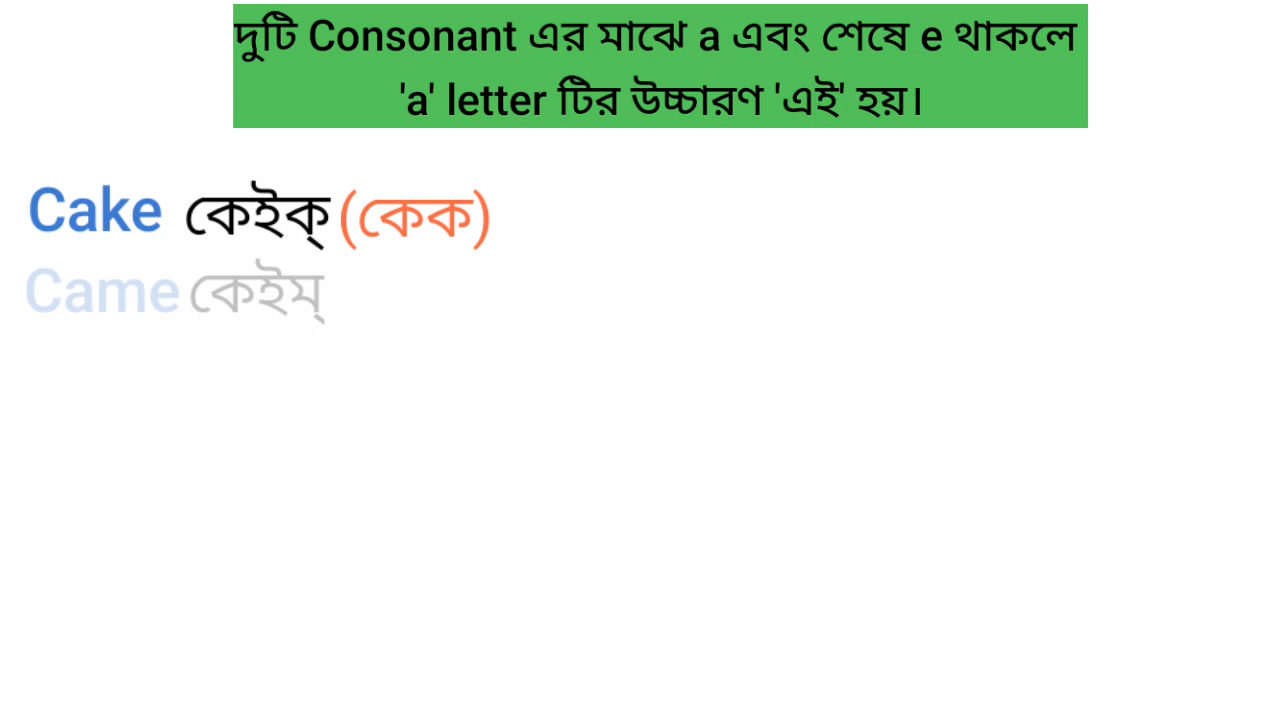 দুটি Consonant এর মাঝে a এবং শেষে e থাকলে
'a' letter টির উচ্চারণ 'এই' হয়।
Cake কেইক্ (কেক)
Came কেইম্